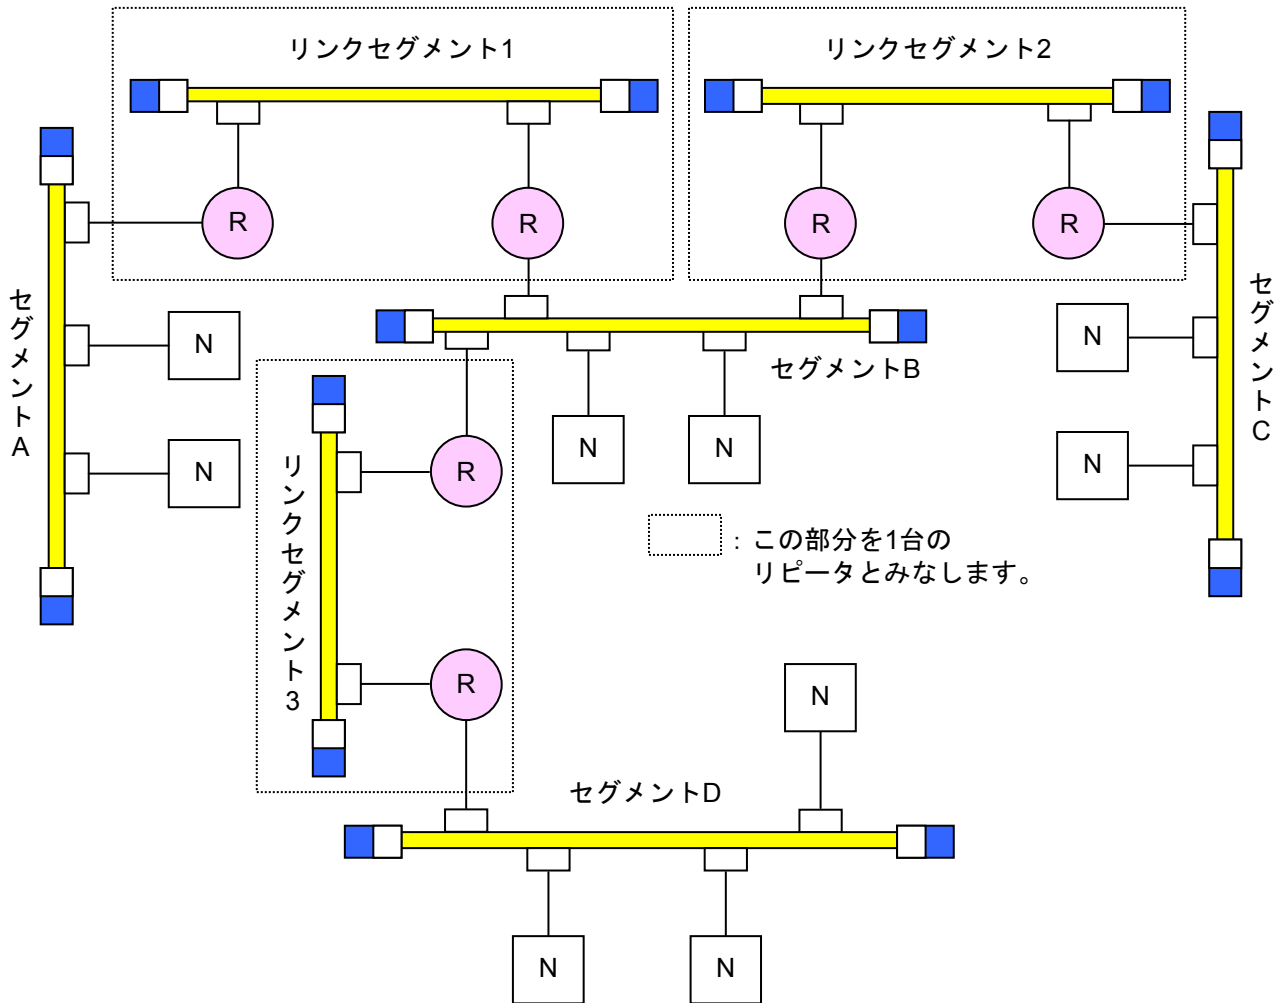 リンクセグメント1
リンクセグメント2
R
R
R
R
セグメントA
N
N
セグメントB
N
N
セグメントC
N
N
リンクセグメント3
R
R
：この部分を1台の
リピータとみなします。
N
セグメントD
N
N